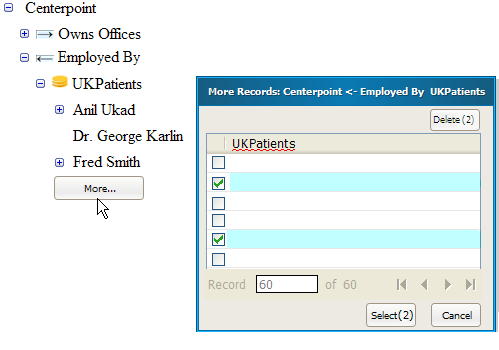 Centerpoint
Owns Offices
Employed By
UKPatients
Anil Ukad
Dr. George Karlin
Fred Smith
More...
More Records: Centerpoint <- Employed By UKPatients
Delete (2)
UKPatients
Record 60 of 60
Select(2) Cancel